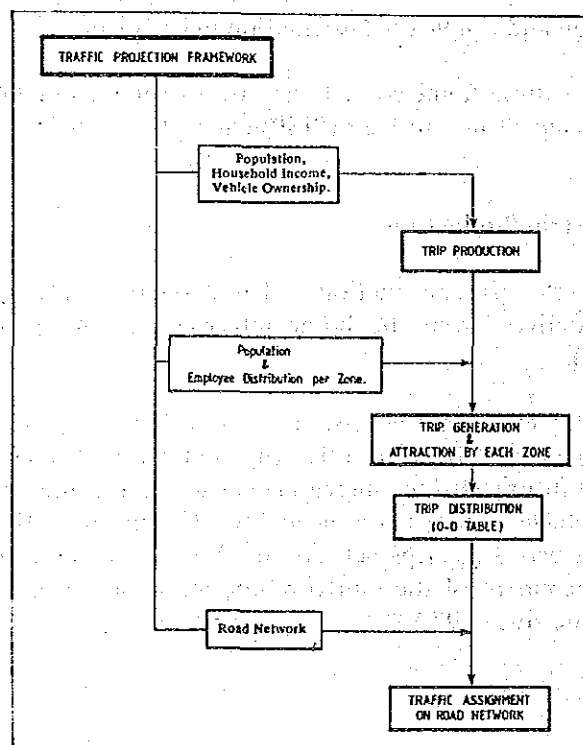 TRAFFIC PROJECTION FRAMEWORK
Population,
Household Income,
Vehicle Ownership.
TRIP PRODUCTION
Population
&
Employee Distribution per Zone.
TRIP GENERATION
&
ATTRACTION BY EACH ZONE
TRIP DISTRIBUTION
(O-D TABLE)
Road Network
TRAFFIC ASSIGNMENT
ON ROAD NETWORK